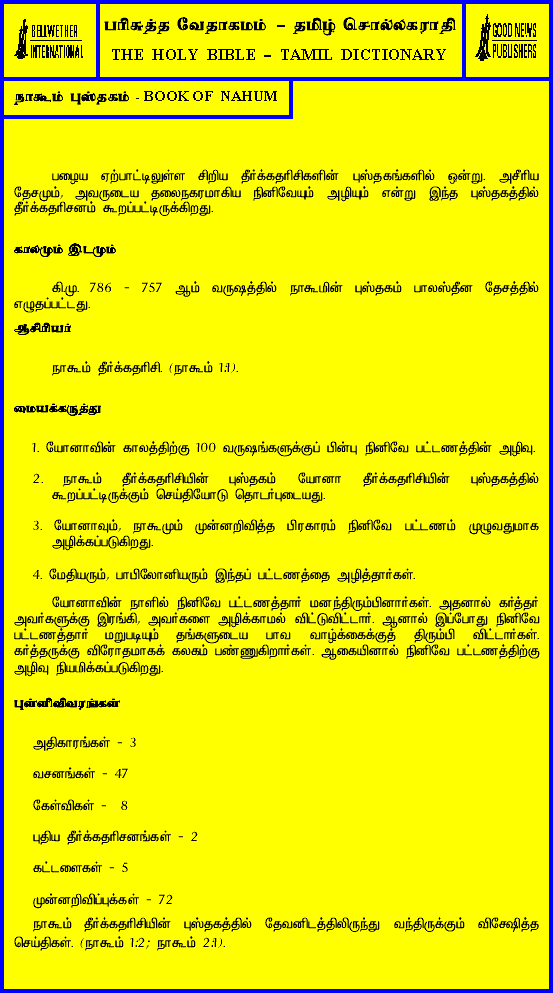 BELLWETHER
INTERNATIONAL
பரிசுத்த வேதாகமம் – தமிழ் சொல்லகராதி
THE HOLY BIBLE – TAMIL DICTIONARY
GOOD NEWS
PUBLISHERS
நாகூம் புஸ்தகம் - BOOK OF NAHUM
பழைய ஏற்பாட்டிலுள்ள சிறிய தீர்க்கதரிசிகளின் புஸ்தகங்களில் ஒன்று. அசீரிய
தேசமும், அவருடைய தலைநகரமாகிய நினிவேயும் அழியும் என்று இந்த புஸ்தகத்தில்
தீர்க்கதரிசனம் கூறப்பட்டிருக்கிறது.
காலமும் இடமும்
கி.மு. 786 - 757 ஆம் வருஷத்தில் நாகூமின் புஸ்தகம் பாலஸ்தீன தேசத்தில்
எழுதப்பட்டது.
ஆசிரியர்
நாகூம் தீர்க்கதரிசி. (நாகூம் 1:1).
மையக்கருத்து
1. யோனாவின் காலத்திற்கு 100 வருஷங்களுக்குப் பின்பு நினிவே பட்டணத்தின் அழிவு.
2. நாகூம் தீர்க்கதரிசியின் புஸ்தகம் யோனா தீர்க்கதரிசியின் புஸ்தகத்தில்
கூறப்பட்டிருக்கும் செய்தியோடு தொடர்புடையது.
3. யோனாவும், நாகூமும் முன்னறிவித்த பிரகாரம் நினிவே பட்டணம் முழுவதுமாக
அழிக்கப்படுகிறது.
4. மேதியரும், பாபிலோனியரும் இந்தப் பட்டணத்தை அழித்தார்கள்.
யோனாவின் நாளில் நினிவே பட்டணத்தார் மனந்திரும்பினார்கள். அதனால் கர்த்தர்
அவர்களுக்கு இரங்கி, அவர்களை அழிக்காமல் விட்டுவிட்டார். ஆனால் இப்போது நினிவே
பட்டணத்தார் மறுபடியும் தங்களுடைய பாவ வாழ்க்கைக்குத் திரும்பி விட்டார்கள்.
கர்த்தருக்கு விரோதமாகக் கலகம் பண்ணுகிறார்கள். ஆகையினால் நினிவே பட்டணத்திற்கு
அழிவு நியமிக்கப்படுகிறது.
புள்ளிவிவரங்கள்
அதிகாரங்கள் - 3
வசனங்கள் - 47
கேள்விகள் - 8
புதிய தீர்க்கதரிசனங்கள் - 2
கட்டளைகள் - 5
முன்னறிவிப்புக்கள் - 72
நாகூம் தீர்க்கதரிசியின் புஸ்தகத்தில் தேவனிடத்திலிருந்து வந்திருக்கும் விசேஷித்த
செய்திகள். (நாகூம் 1:2; நாகூம் 2:1).